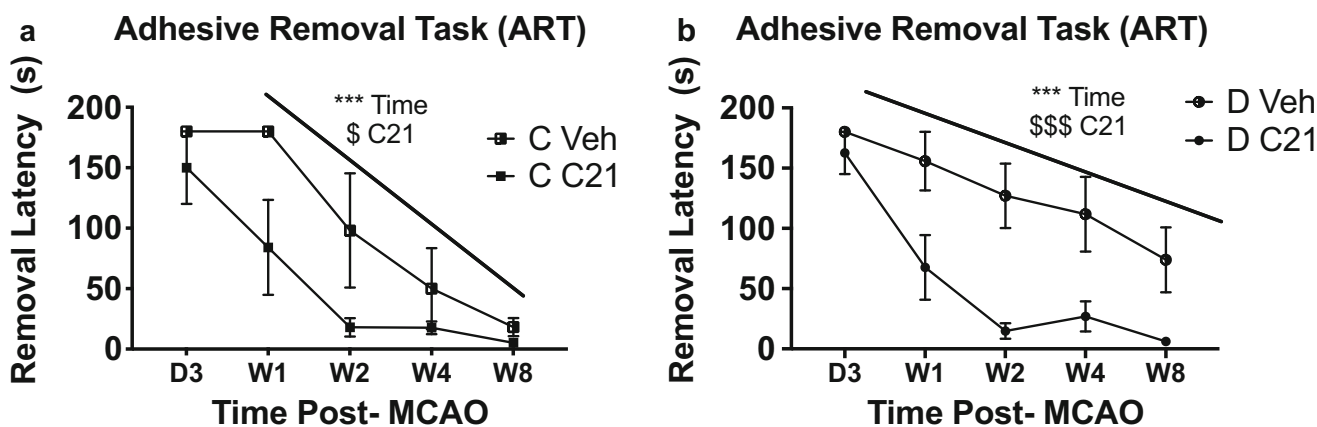 a
Adhesive Removal Task (ART)
Removal Latency (s)
200
150
100
50
0
*** Time
$ C21
C Veh
C C21
D3 W1 W2 W4 W8
Time Post- MCAO
b
Adhesive Removal Task (ART)
Removal Latency (s)
200
150
100
50
0
*** Time
$$$ C21
D Veh
D C21
D3 W1 W2 W4 W8
Time Post- MCAO